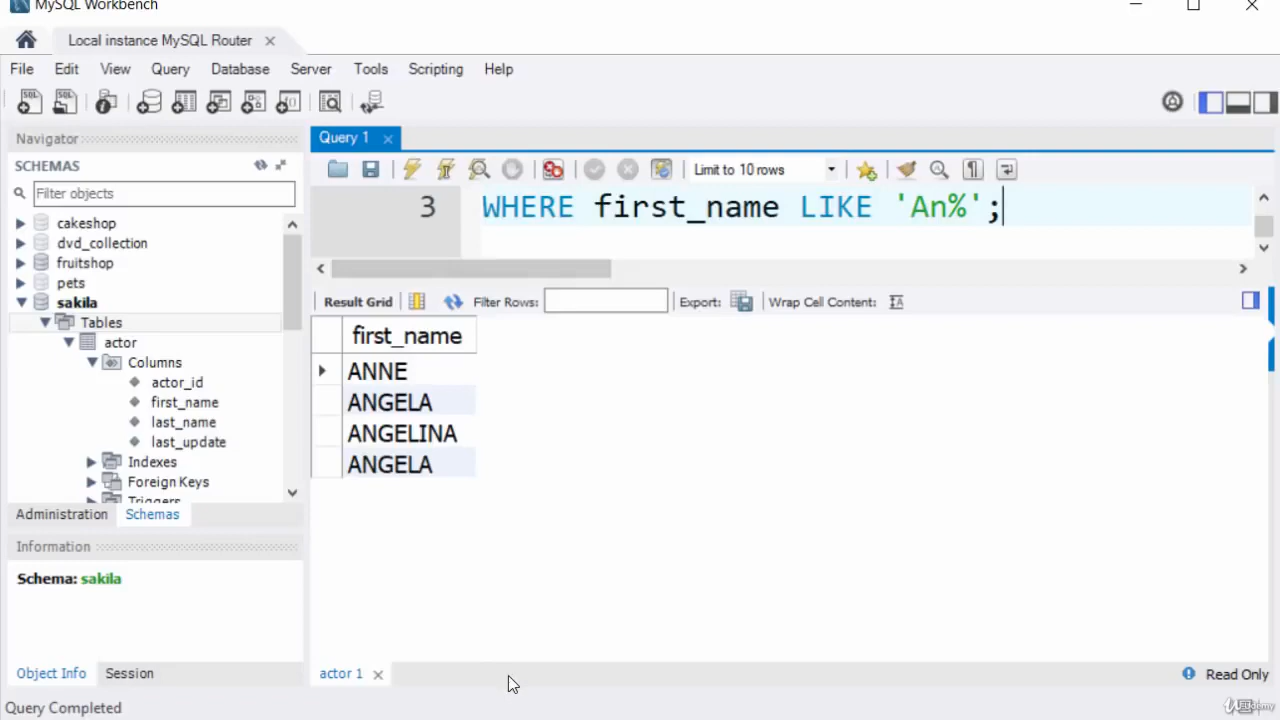 MySQL Workbench
Local instance MySQL Router
File Edit View Query Database Server Tools Scripting Help
Navigator
SCHEMAS
Filter objects
cakeshop
dvd_collection
fruitshop
pets
sakila
Tables
actor
Columns
actor_id
first_name
last_name
last_update
Indexes
Foreign Keys
Triggers
Administration Schemas
Information
Schema: sakila
Object Info Session
Query Completed
Query 1
Limit to 10 rows
3 WHERE first_name LIKE 'An%';
Result Grid Filter Rows: Export: Wrap Cell Content:
first_name
ANNE
ANGELA
ANGELINA
ANGELA
actor 1
Read Only
Udemy